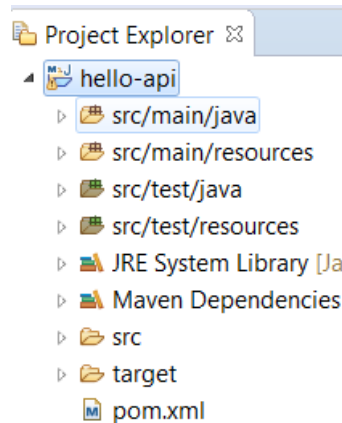 Project Explorer
hello-api
src/main/java
src/main/resources
src/test/java
src/test/resources
JRE System Library [Ja
Maven Dependencies
src
target
pom.xml